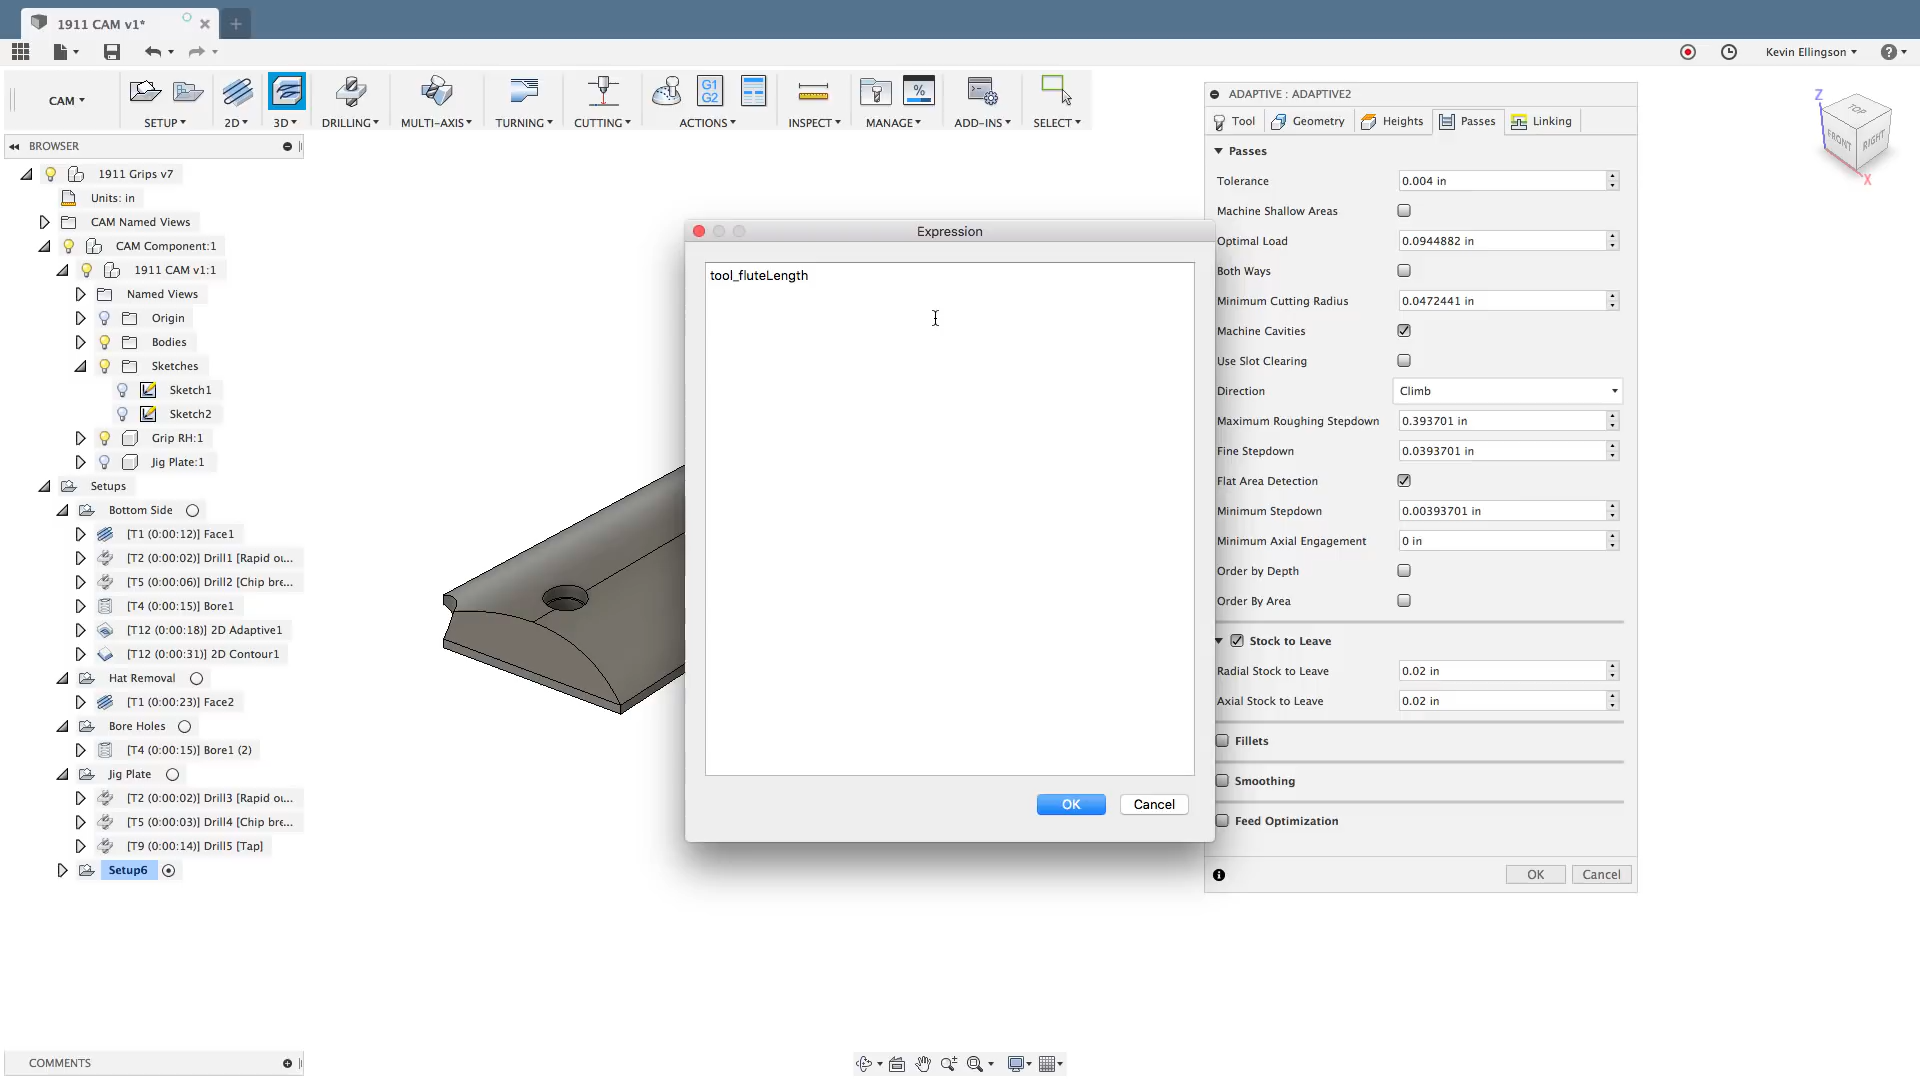 1911 CAM v1*
Kevin Ellingson
CAM
SETUP
2D
3D
DRILLING
MULTI-AXIS
TURNING
CUTTING
G1
G2
ACTIONS
INSPECT
%
MANAGE
ADD-INS
SELECT
BROWSER
1911 Grips v7
Units: in
CAM Named Views
CAM Component:1
1911 CAM v1:1
Named Views
Origin
Bodies
Sketches
Sketch1
Sketch2
Grip RH:1
Jig Plate:1
Setups
Bottom Side
[T1 (0:00:12)] Face1
[T2 (0:00:02)] Drill1 [Rapid ou...
[T5 (0:00:06)] Drill2 [Chip bre...
[T4 (0:00:15)] Bore1
[T12 (0:00:18)] 2D Adaptive1
[T12 (0:00:31)] 2D Contour1
Hat Removal
[T1 (0:00:23)] Face2
Bore Holes
[T4 (0:00:15)] Bore1 (2)
Jig Plate
[T2 (0:00:02)] Drill3 [Rapid ou...
[T5 (0:00:03)] Drill4 [Chip bre...
[T9 (0:00:14)] Drill5 [Tap]
Setup6
COMMENTS
Expression
tool_fluteLength
OK
Cancel
ADAPTIVE : ADAPTIVE2
Tool
Geometry
Heights
Passes
Linking
Passes
Tolerance 0.004 in
Machine Shallow Areas
Optimal Load 0.0944882 in
Both Ways
Minimum Cutting Radius 0.0472441 in
Machine Cavities
Use Slot Clearing
Direction Climb
Maximum Roughing Stepdown 0.393701 in
Fine Stepdown 0.0393701 in
Flat Area Detection
Minimum Stepdown 0.00393701 in
Minimum Axial Engagement 0 in
Order by Depth
Order By Area
Stock to Leave
Radial Stock to Leave 0.02 in
Axial Stock to Leave 0.02 in
Fillets
Smoothing
Feed Optimization
OK
Cancel
Z
TOP
FRONT
RIGHT
X